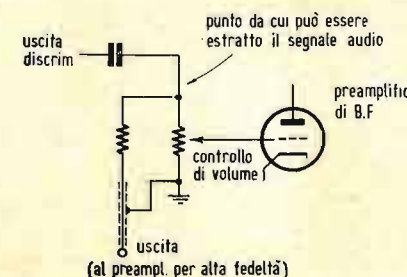 punto da cui può essere
estratto il segnale audio
uscita
discrim
preamplific
di B.F
controllo
di volume
uscita
(al preampl. per alta fedeltà)